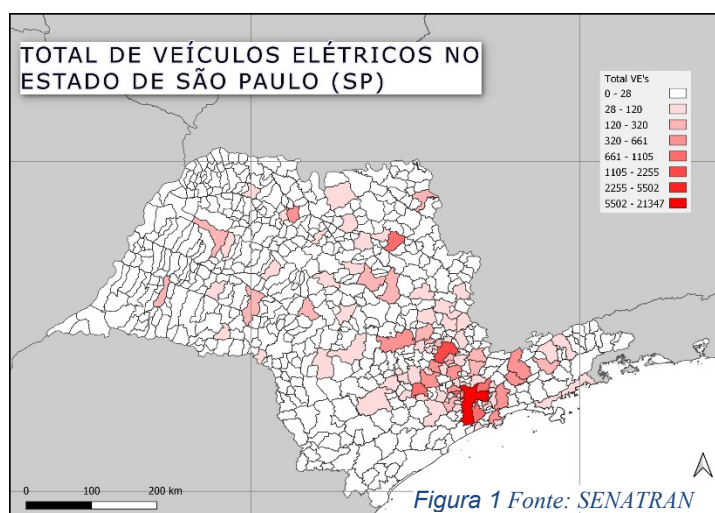 TOTAL DE VEÍCULOS ELÉTRICOS NO
ESTADO DE SÃO PAULO (SP)
Total VE's
0 - 28
28 - 120
120 - 320
320 - 661
661 - 1105
1105 - 2255
2255 - 5502
5502 - 21347
0 100 200 km
Figura 1 Fonte: SENATRAN